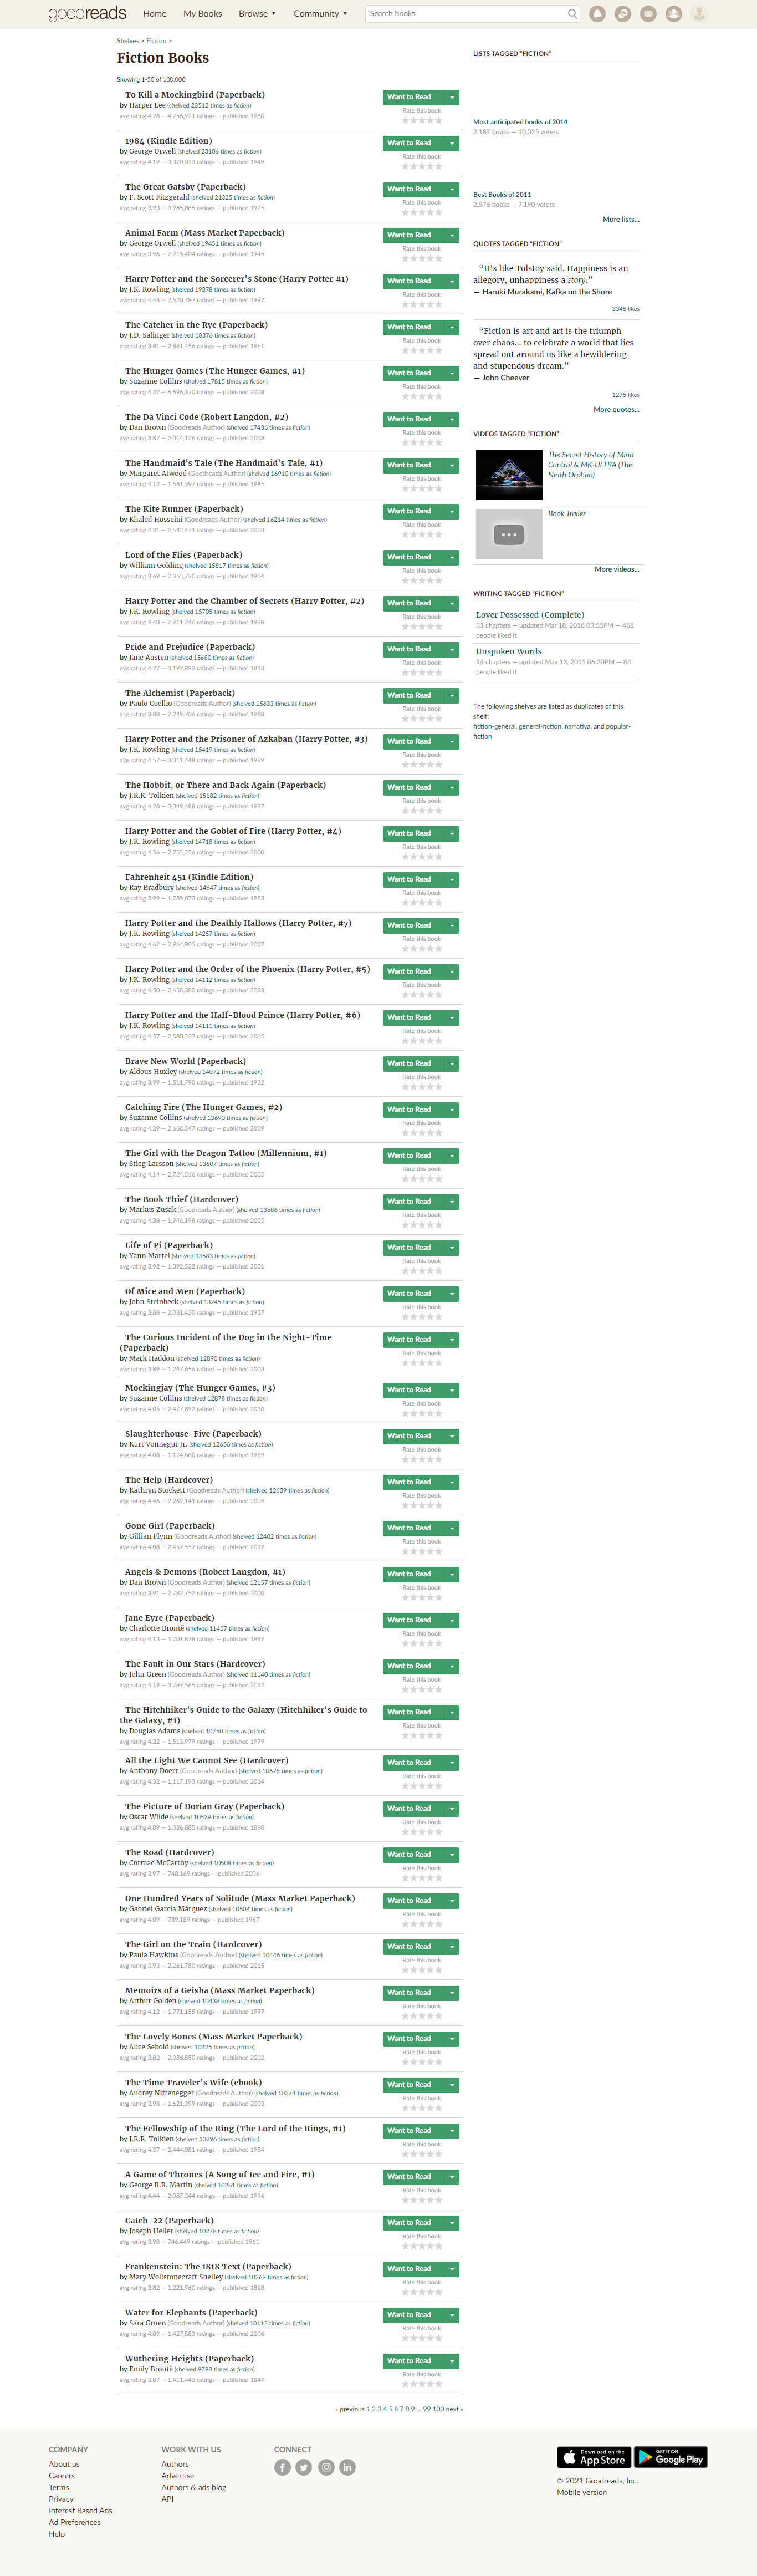 goodreads Home My Books Browse ▾ Community ▾ Search books
Shelves > Fiction >
Fiction Books
Showing 1-50 of 100,000
To Kill a Mockingbird (Paperback)
by Harper Lee (shelved 23512 times as fiction)
avg rating 4.28 — 4,756,921 ratings — published 1960
Want to Read
Rate this book
1984 (Kindle Edition)
by George Orwell (shelved 23106 times as fiction)
avg rating 4.19 — 3,370,013 ratings — published 1949
Want to Read
Rate this book
The Great Gatsby (Paperback)
by F. Scott Fitzgerald (shelved 21325 times as fiction)
avg rating 3.93 — 3,985,065 ratings — published 1925
Want to Read
Rate this book
Animal Farm (Mass Market Paperback)
by George Orwell (shelved 19451 times as fiction)
avg rating 3.96 — 2,915,404 ratings — published 1945
Want to Read
Rate this book
Harry Potter and the Sorcerer's Stone (Harry Potter #1)
by J.K. Rowling (shelved 19378 times as fiction)
avg rating 4.48 — 7,520,787 ratings — published 1997
Want to Read
Rate this book
The Catcher in the Rye (Paperback)
by J.D. Salinger (shelved 18376 times as fiction)
avg rating 3.81 — 2,861,456 ratings — published 1951
Want to Read
Rate this book
The Hunger Games (The Hunger Games, #1)
by Suzanne Collins (shelved 17815 times as fiction)
avg rating 4.32 — 6,696,370 ratings — published 2008
Want to Read
Rate this book
The Da Vinci Code (Robert Langdon, #2)
by Dan Brown (Goodreads Author) (shelved 17436 times as fiction)
avg rating 3.87 — 2,014,126 ratings — published 2003
Want to Read
Rate this book
The Handmaid's Tale (The Handmaid's Tale, #1)
by Margaret Atwood (Goodreads Author) (shelved 16910 times as fiction)
avg rating 4.12 — 1,561,397 ratings — published 1985
Want to Read
Rate this book
The Kite Runner (Paperback)
by Khaled Hosseini (Goodreads Author) (shelved 16214 times as fiction)
avg rating 4.31 — 2,542,471 ratings — published 2003
Want to Read
Rate this book
Lord of the Flies (Paperback)
by William Golding (shelved 15817 times as fiction)
avg rating 3.69 — 2,365,720 ratings — published 1954
Want to Read
Rate this book
Harry Potter and the Chamber of Secrets (Harry Potter, #2)
by J.K. Rowling (shelved 15705 times as fiction)
avg rating 4.43 — 2,911,246 ratings — published 1998
Want to Read
Rate this book
Pride and Prejudice (Paperback)
by Jane Austen (shelved 15680 times as fiction)
avg rating 4.27 — 3,192,893 ratings — published 1813
Want to Read
Rate this book
The Alchemist (Paperback)
by Paulo Coelho (Goodreads Author) (shelved 15633 times as fiction)
avg rating 3.88 — 2,249,706 ratings — published 1988
Want to Read
Rate this book
Harry Potter and the Prisoner of Azkaban (Harry Potter, #3)
by J.K. Rowling (shelved 15419 times as fiction)
avg rating 4.57 — 3,011,448 ratings — published 1999
Want to Read
Rate this book
The Hobbit, or There and Back Again (Paperback)
by J.R.R. Tolkien (shelved 15182 times as fiction)
avg rating 4.28 — 3,049,488 ratings — published 1937
Want to Read
Rate this book
Harry Potter and the Goblet of Fire (Harry Potter, #4)
by J.K. Rowling (shelved 14718 times as fiction)
avg rating 4.56 — 2,755,256 ratings — published 2000
Want to Read
Rate this book
Fahrenheit 451 (Kindle Edition)
by Ray Bradbury (shelved 14647 times as fiction)
avg rating 3.99 — 1,789,073 ratings — published 1953
Want to Read
Rate this book
Harry Potter and the Deathly Hallows (Harry Potter, #7)
by J.K. Rowling (shelved 14257 times as fiction)
avg rating 4.62 — 2,964,905 ratings — published 2007
Want to Read
Rate this book
Harry Potter and the Order of the Phoenix (Harry Potter, #5)
by J.K. Rowling (shelved 14112 times as fiction)
avg rating 4.50 — 2,658,380 ratings — published 2003
Want to Read
Rate this book
Harry Potter and the Half-Blood Prince (Harry Potter, #6)
by J.K. Rowling (shelved 14111 times as fiction)
avg rating 4.57 — 2,580,237 ratings — published 2005
Want to Read
Rate this book
Brave New World (Paperback)
by Aldous Huxley (shelved 14072 times as fiction)
avg rating 3.99 — 1,511,790 ratings — published 1932
Want to Read
Rate this book
Catching Fire (The Hunger Games, #2)
by Suzanne Collins (shelved 13690 times as fiction)
avg rating 4.29 — 2,668,347 ratings — published 2009
Want to Read
Rate this book
The Girl with the Dragon Tattoo (Millennium, #1)
by Stieg Larsson (shelved 13607 times as fiction)
avg rating 4.14 — 2,724,516 ratings — published 2005
Want to Read
Rate this book
The Book Thief (Hardcover)
by Markus Zusak (Goodreads Author) (shelved 13586 times as fiction)
avg rating 4.38 — 1,946,198 ratings — published 2005
Want to Read
Rate this book
Life of Pi (Paperback)
by Yann Martel (shelved 13583 times as fiction)
avg rating 3.92 — 1,392,522 ratings — published 2001
Want to Read
Rate this book
Of Mice and Men (Paperback)
by John Steinbeck (shelved 13245 times as fiction)
avg rating 3.88 — 2,031,430 ratings — published 1937
Want to Read
Rate this book
The Curious Incident of the Dog in the Night-Time
(Paperback)
by Mark Haddon (shelved 12890 times as fiction)
avg rating 3.89 — 1,247,656 ratings — published 2003
Want to Read
Rate this book
Mockingjay (The Hunger Games, #3)
by Suzanne Collins (shelved 12878 times as fiction)
avg rating 4.05 — 2,477,892 ratings — published 2010
Want to Read
Rate this book
Slaughterhouse-Five (Paperback)
by Kurt Vonnegut Jr. (shelved 12656 times as fiction)
avg rating 4.08 — 1,174,880 ratings — published 1969
Want to Read
Rate this book
The Help (Hardcover)
by Kathryn Stockett (Goodreads Author) (shelved 12639 times as fiction)
avg rating 4.46 — 2,269,141 ratings — published 2009
Want to Read
Rate this book
Gone Girl (Paperback)
by Gillian Flynn (Goodreads Author) (shelved 12402 times as fiction)
avg rating 4.08 — 2,457,557 ratings — published 2012
Want to Read
Rate this book
Angels & Demons (Robert Langdon, #1)
by Dan Brown (Goodreads Author) (shelved 12157 times as fiction)
avg rating 3.91 — 2,782,752 ratings — published 2000
Want to Read
Rate this book
Jane Eyre (Paperback)
by Charlotte Brontë (shelved 11457 times as fiction)
avg rating 4.13 — 1,701,878 ratings — published 1847
Want to Read
Rate this book
The Fault in Our Stars (Hardcover)
by John Green (Goodreads Author) (shelved 11140 times as fiction)
avg rating 4.19 — 3,787,565 ratings — published 2012
Want to Read
Rate this book
The Hitchhiker's Guide to the Galaxy (Hitchhiker's Guide to
the Galaxy, #1)
by Douglas Adams (shelved 10750 times as fiction)
avg rating 4.22 — 1,513,979 ratings — published 1979
Want to Read
Rate this book
All the Light We Cannot See (Hardcover)
by Anthony Doerr (Goodreads Author) (shelved 10678 times as fiction)
avg rating 4.32 — 1,117,193 ratings — published 2014
Want to Read
Rate this book
The Picture of Dorian Gray (Paperback)
by Oscar Wilde (shelved 10529 times as fiction)
avg rating 4.09 — 1,036,885 ratings — published 1890
Want to Read
Rate this book
The Road (Hardcover)
by Cormac McCarthy (shelved 10508 times as fiction)
avg rating 3.97 — 748,169 ratings — published 2006
Want to Read
Rate this book
One Hundred Years of Solitude (Mass Market Paperback)
by Gabriel García Márquez (shelved 10504 times as fiction)
avg rating 4.09 — 789,189 ratings — published 1967
Want to Read
Rate this book
The Girl on the Train (Hardcover)
by Paula Hawkins (Goodreads Author) (shelved 10446 times as fiction)
avg rating 3.93 — 2,261,780 ratings — published 2015
Want to Read
Rate this book
Memoirs of a Geisha (Mass Market Paperback)
by Arthur Golden (shelved 10438 times as fiction)
avg rating 4.12 — 1,771,155 ratings — published 1997
Want to Read
Rate this book
The Lovely Bones (Mass Market Paperback)
by Alice Sebold (shelved 10425 times as fiction)
avg rating 3.82 — 2,086,850 ratings — published 2002
Want to Read
Rate this book
The Time Traveler's Wife (ebook)
by Audrey Niffenegger (Goodreads Author) (shelved 10374 times as fiction)
avg rating 3.98 — 1,621,399 ratings — published 2003
Want to Read
Rate this book
The Fellowship of the Ring (The Lord of the Rings, #1)
by J.R.R. Tolkien (shelved 10296 times as fiction)
avg rating 4.37 — 2,444,081 ratings — published 1954
Want to Read
Rate this book
A Game of Thrones (A Song of Ice and Fire, #1)
by George R.R. Martin (shelved 10281 times as fiction)
avg rating 4.44 — 2,087,244 ratings — published 1996
Want to Read
Rate this book
Catch-22 (Paperback)
by Joseph Heller (shelved 10278 times as fiction)
avg rating 3.98 — 746,449 ratings — published 1961
Want to Read
Rate this book
Frankenstein: The 1818 Text (Paperback)
by Mary Wollstonecraft Shelley (shelved 10269 times as fiction)
avg rating 3.82 — 1,221,960 ratings — published 1818
Want to Read
Rate this book
Water for Elephants (Paperback)
by Sara Gruen (Goodreads Author) (shelved 10112 times as fiction)
avg rating 4.09 — 1,427,883 ratings — published 2006
Want to Read
Rate this book
Wuthering Heights (Paperback)
by Emily Brontë (shelved 9798 times as fiction)
avg rating 3.87 — 1,411,443 ratings — published 1847
Want to Read
Rate this book
« previous 1 2 3 4 5 6 7 8 9 … 99 100 next »
LISTS TAGGED "FICTION"
Most anticipated books of 2014
2,187 books — 10,025 voters
Best Books of 2011
2,576 books — 7,190 voters
More lists...
QUOTES TAGGED "FICTION"
“It's like Tolstoy said. Happiness is an
allegory, unhappiness a story.”
― Haruki Murakami, Kafka on the Shore
3345 likes
“Fiction is art and art is the triumph
over chaos… to celebrate a world that lies
spread out around us like a bewildering
and stupendous dream.”
― John Cheever
1275 likes
More quotes...
VIDEOS TAGGED "FICTION"
The Secret History of Mind
Control & MK-ULTRA (The
Ninth Orphan)
Book Trailer
More videos...
WRITING TAGGED "FICTION"
Lover Possessed (Complete)
31 chapters — updated Mar 18, 2016 03:55PM — 461
people liked it
Unspoken Words
14 chapters — updated May 13, 2015 06:30PM — 84
people liked it
The following shelves are listed as duplicates of this
shelf:
fiction-general, general-fiction, narrativa, and popular-
fiction
COMPANY
About us
Careers
Terms
Privacy
Interest Based Ads
Ad Preferences
Help
WORK WITH US
Authors
Advertise
Authors & ads blog
API
CONNECT
Download on the
App Store
GET IT ON
Google Play
© 2021 Goodreads, Inc.
Mobile version